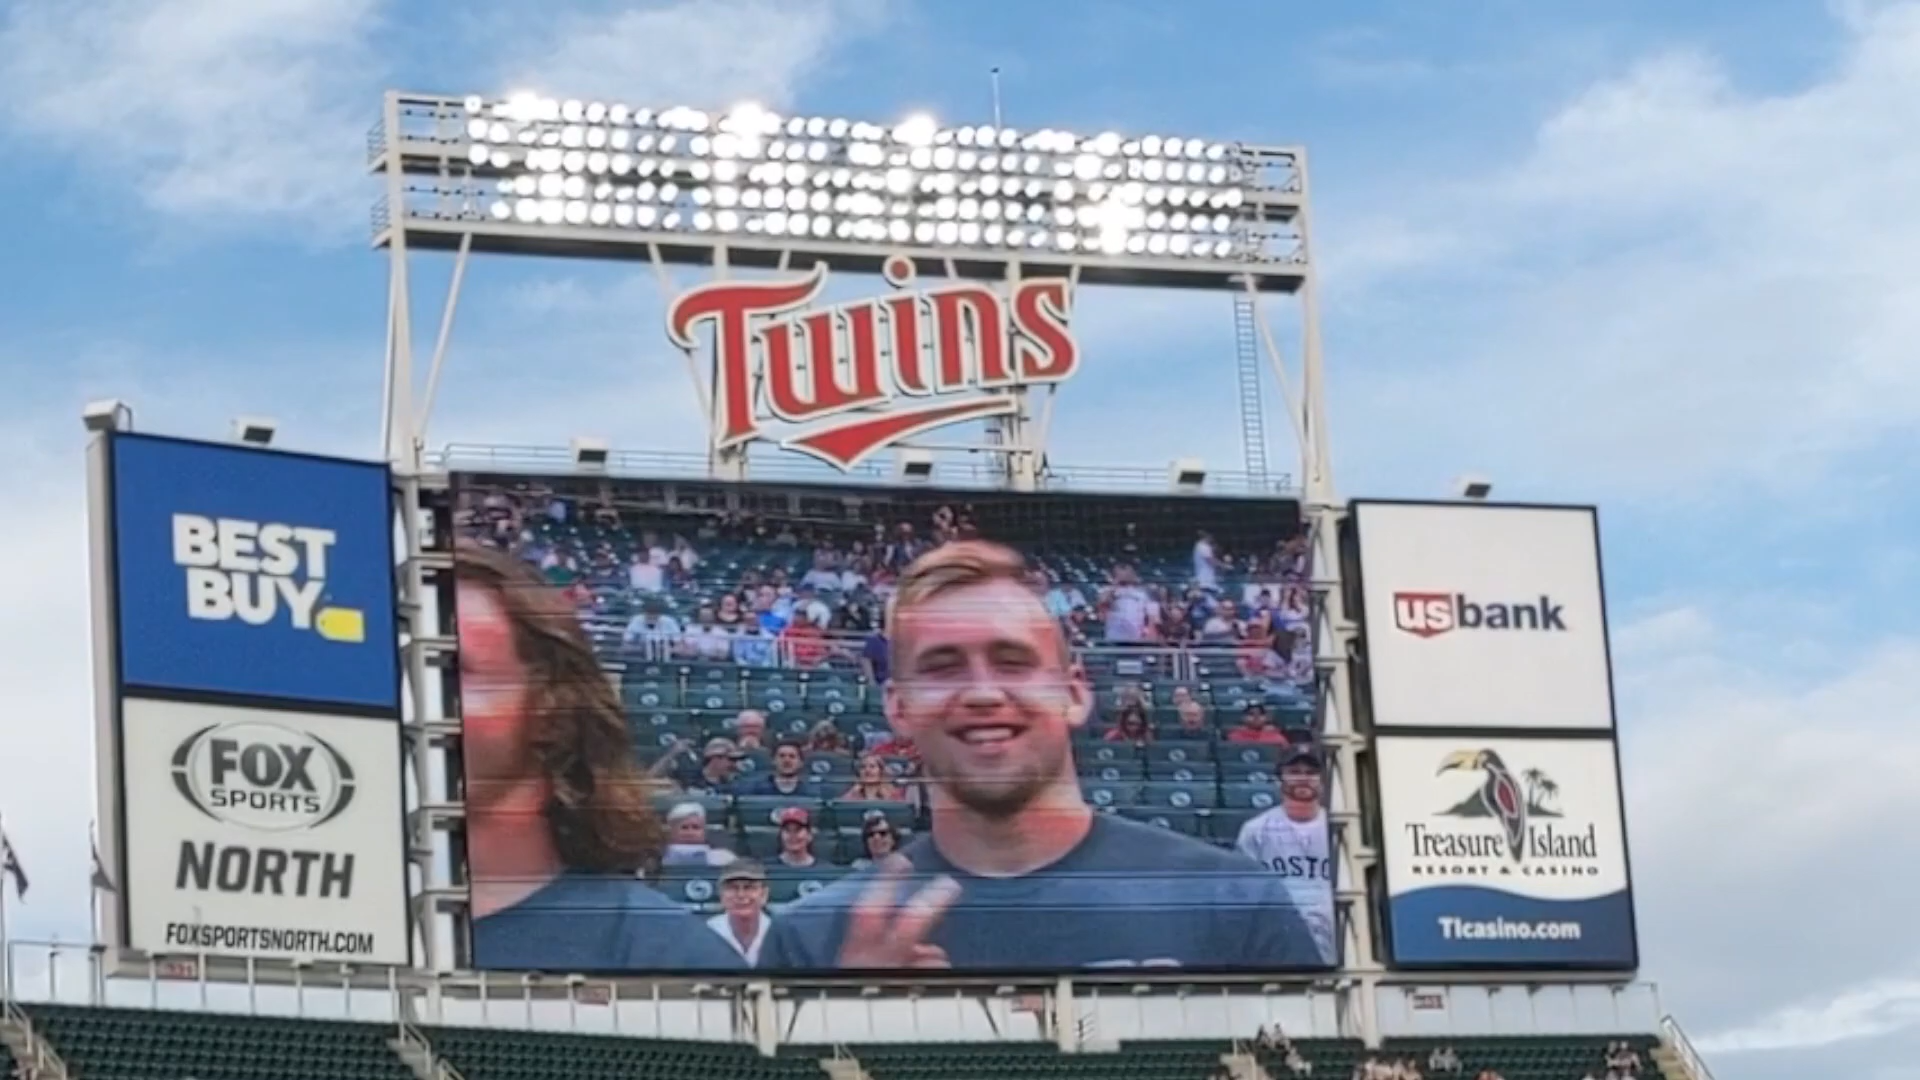 Twins
BEST
BUY
FOX
SPORTS
NORTH
FOXSPORTSNORTH.COM
usbank
Treasure Island
RESORT & CASINO
TIcasino.com
OSTO